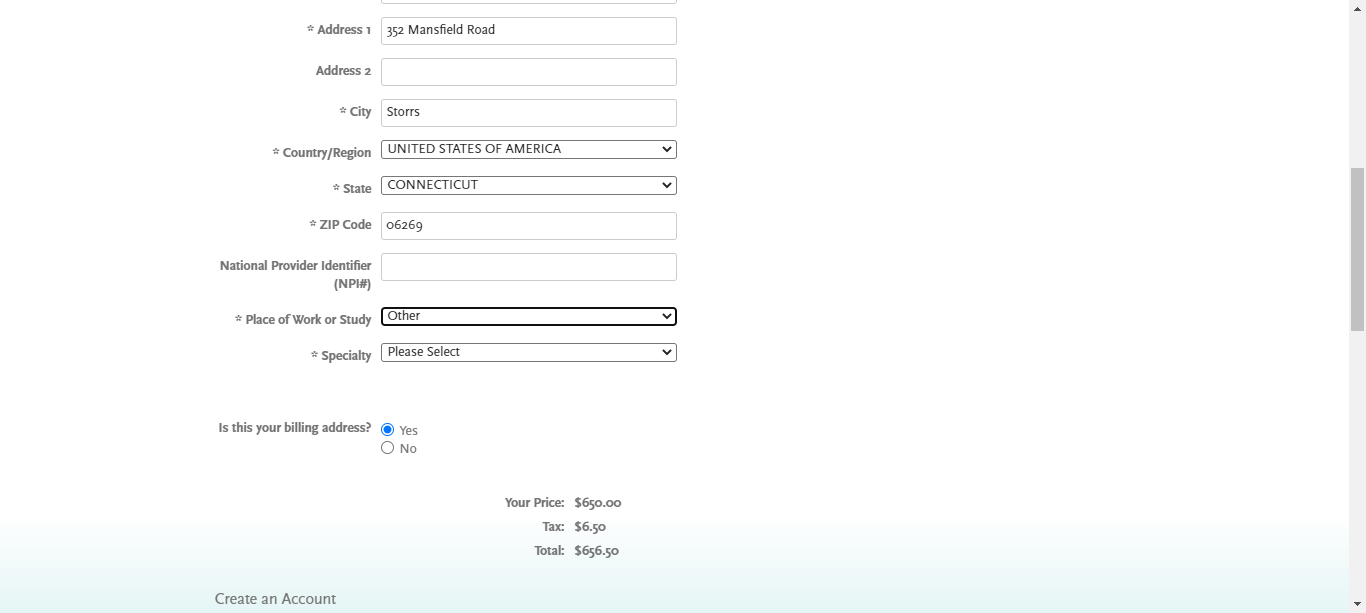 * Address 1 352 Mansfield Road
Address 2
* City Storrs
* Country/Region UNITED STATES OF AMERICA
* State CONNECTICUT
* ZIP Code 06269
National Provider Identifier
(NPI#)
* Place of Work or Study Other
* Specialty Please Select
Is this your billing address? Yes
No
Your Price: $650.00
Tax: $6.50
Total: $656.50
Create an Account